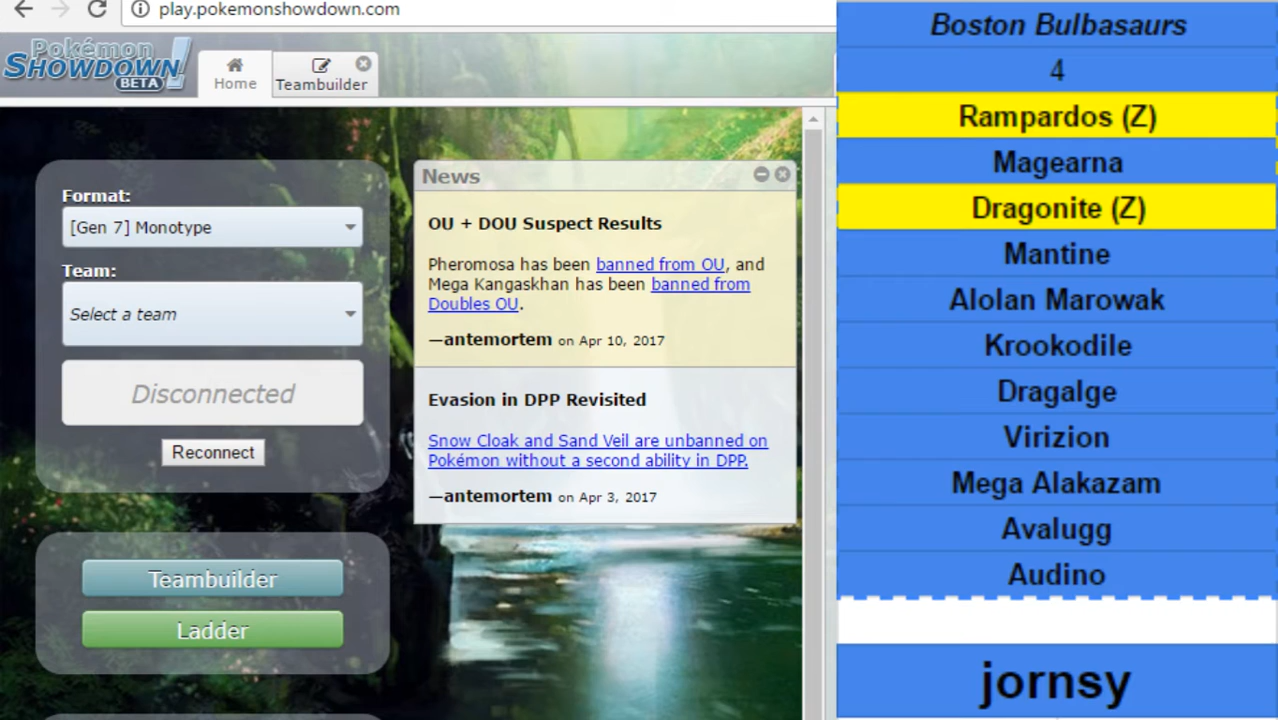 play.pokemonshowdown.com
Pokémon
SHOWDOWN!
BETA
Home
Teambuilder
Format:
[Gen 7] Monotype
Team:
Select a team
Disconnected
Reconnect
Teambuilder
Ladder
News
OU + DOU Suspect Results
Pheromosa has been banned from OU, and
Mega Kangaskhan has been banned from
Doubles OU.
—antemortem on Apr 10, 2017
Evasion in DPP Revisited
Snow Cloak and Sand Veil are unbanned on
Pokémon without a second ability in DPP.
—antemortem on Apr 3, 2017
Boston Bulbasaurs
4
Rampardos (Z)
Magearna
Dragonite (Z)
Mantine
Alolan Marowak
Krookodile
Dragalge
Virizion
Mega Alakazam
Avalugg
Audino
jornsy